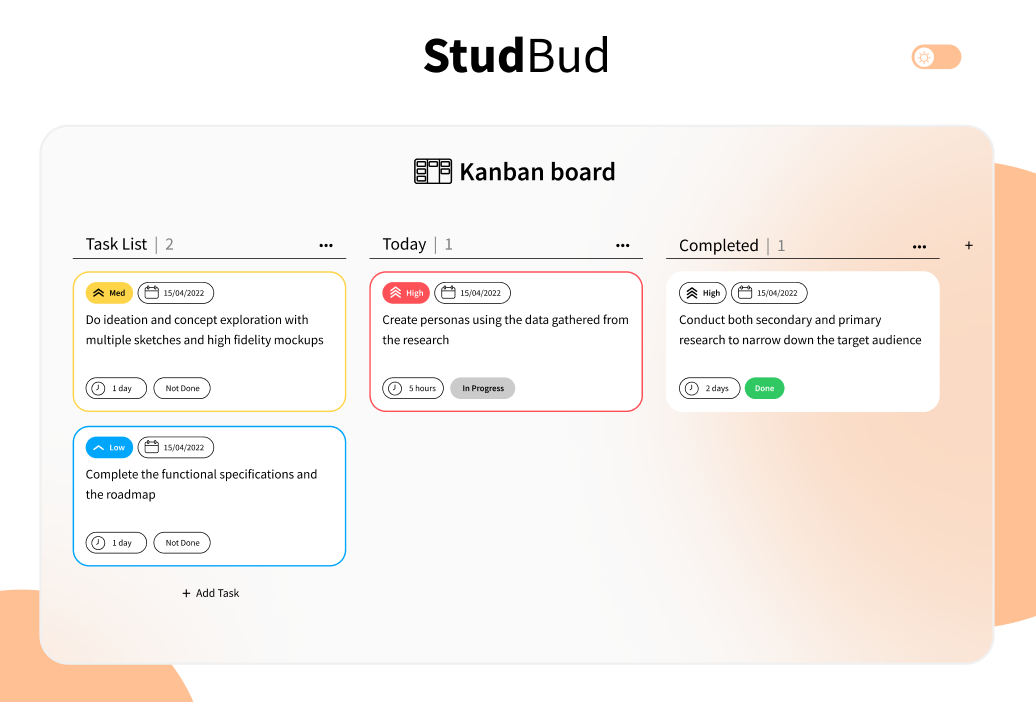 StudBud
Kanban board
Task List | 2
•••
Med
15/04/2022
Do ideation and concept exploration with
multiple sketches and high fidelity mockups
1 day
Not Done
Low
15/04/2022
Complete the functional specifications and
the roadmap
1 day
Not Done
+ Add Task
Today | 1
•••
High
15/04/2022
Create personas using the data gathered from
the research
5 hours
In Progress
Completed | 1
•••
+
High
15/04/2022
Conduct both secondary and primary
research to narrow down the target audience
2 days
Done